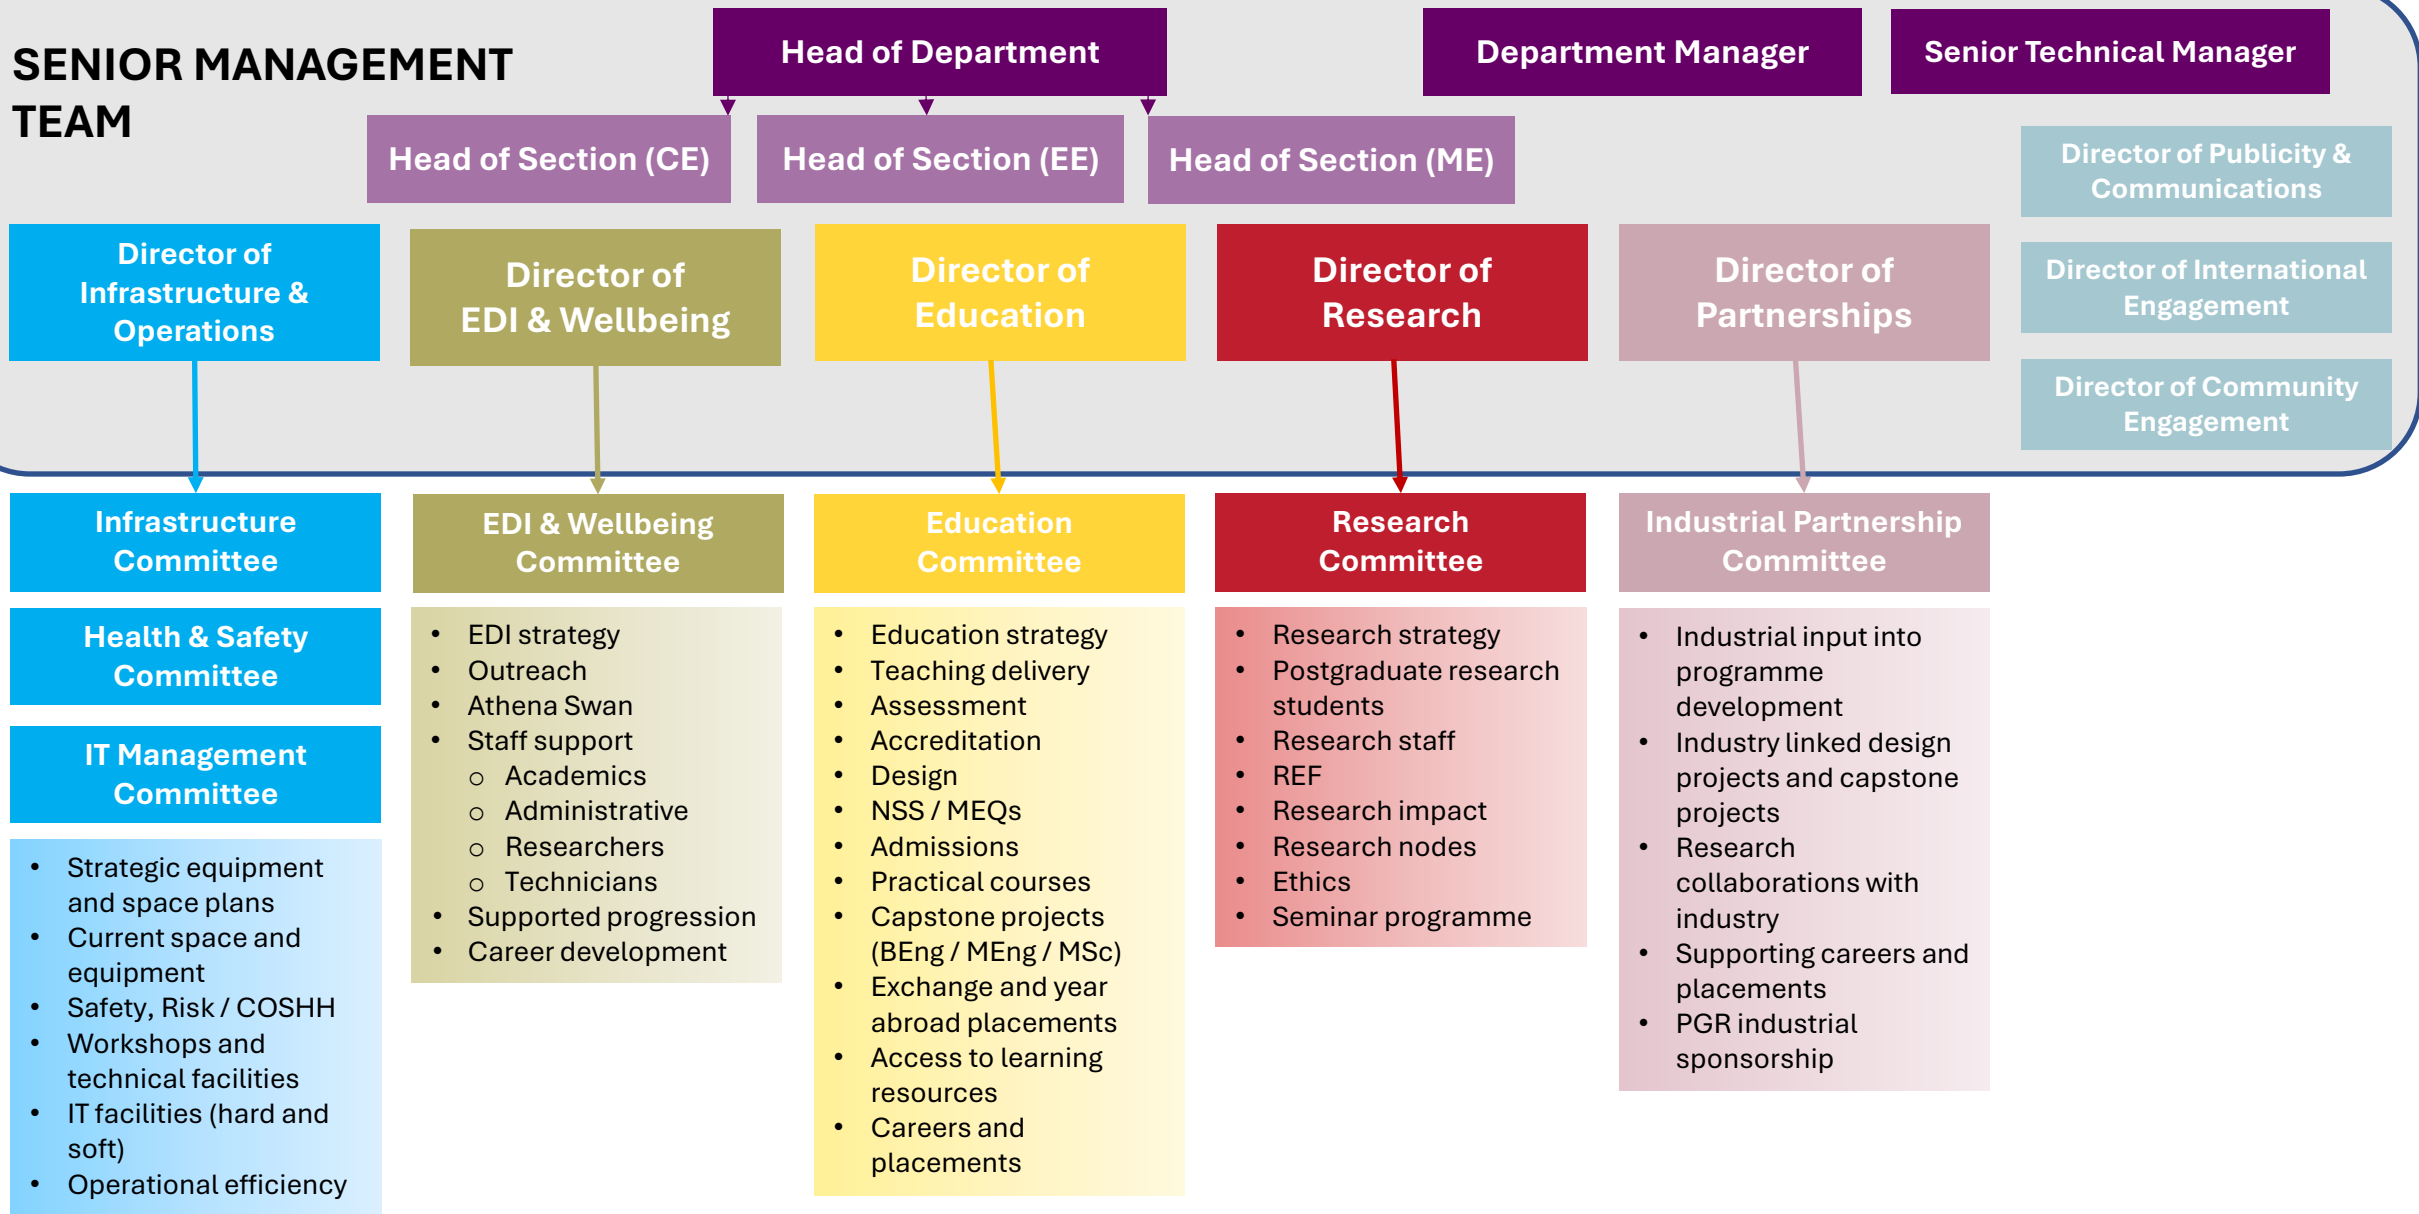 SENIOR MANAGEMENT
TEAM
Head of Department
Department Manager
Senior Technical Manager
Head of Section (CE)
Head of Section (EE)
Head of Section (ME)
Director of Publicity &
Communications
Director of International
Engagement
Director of Community
Engagement
Director of
Infrastructure &
Operations
Director of
EDI & Wellbeing
Director of
Education
Director of
Research
Director of
Partnerships
Infrastructure
Committee
Health & Safety
Committee
IT Management
Committee
• Strategic equipment
and space plans
• Current space and
equipment
• Safety, Risk / COSHH
• Workshops and
technical facilities
• IT facilities (hard and
soft)
• Operational efficiency
EDI & Wellbeing
Committee
• EDI strategy
• Outreach
• Athena Swan
• Staff support
o Academics
o Administrative
o Researchers
o Technicians
• Supported progression
• Career development
Education
Committee
• Education strategy
• Teaching delivery
• Assessment
• Accreditation
• Design
• NSS / MEQs
• Admissions
• Practical courses
• Capstone projects
(BEng / MEng / MSc)
• Exchange and year
abroad placements
• Access to learning
resources
• Careers and
placements
Research
Committee
• Research strategy
• Postgraduate research
students
• Research staff
• REF
• Research impact
• Research nodes
• Ethics
• Seminar programme
Industrial Partnership
Committee
• Industrial input into
programme
development
• Industry linked design
projects and capstone
projects
• Research
collaborations with
industry
• Supporting careers and
placements
• PGR industrial
sponsorship